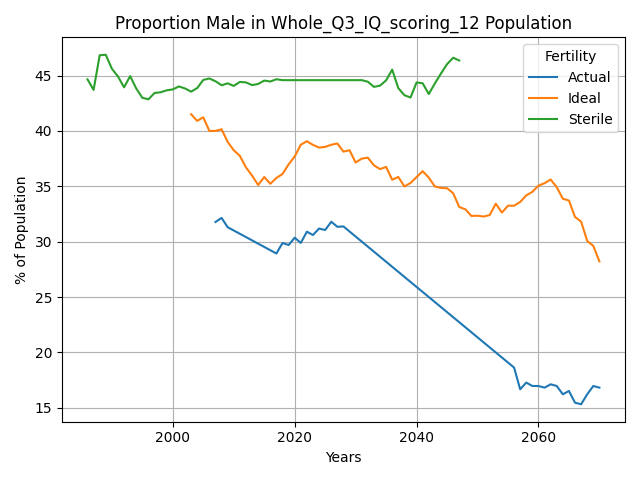 Proportion Male in Whole_Q3_IQ_scoring_12 Population
Fertility
Actual
Ideal
Sterile
% of Population
45
40
35
30
25
20
15
2000
2020
2040
2060
Years